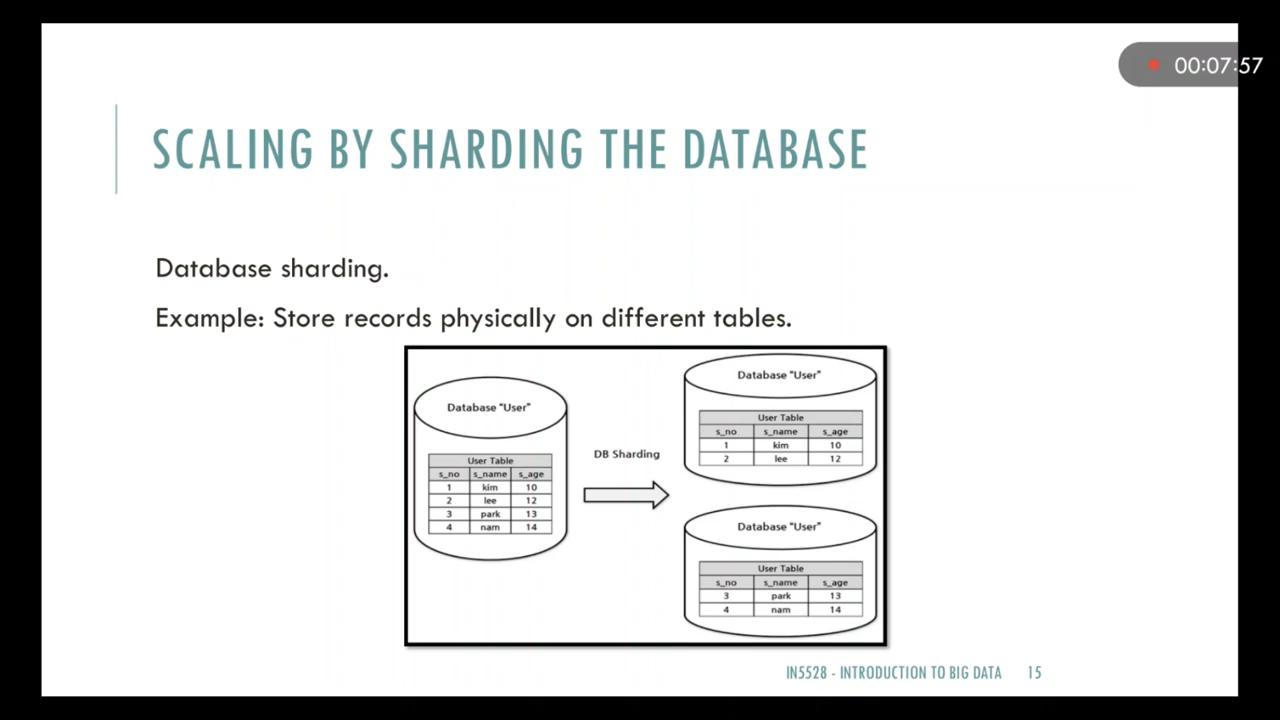 00:07:57
SCALING BY SHARDING THE DATABASE
Database sharding.
Example: Store records physically on different tables.
Database "User"
User Table
s_no s_name s_age
1 kim 10
2 lee 12
3 park 13
4 nam 14
DB Sharding
Database "User"
User Table
s_no s_name s_age
1 kim 10
2 lee 12
Database "User"
User Table
s_no s_name s_age
3 park 13
4 nam 14
IN5528 - INTRODUCTION TO BIG DATA 15